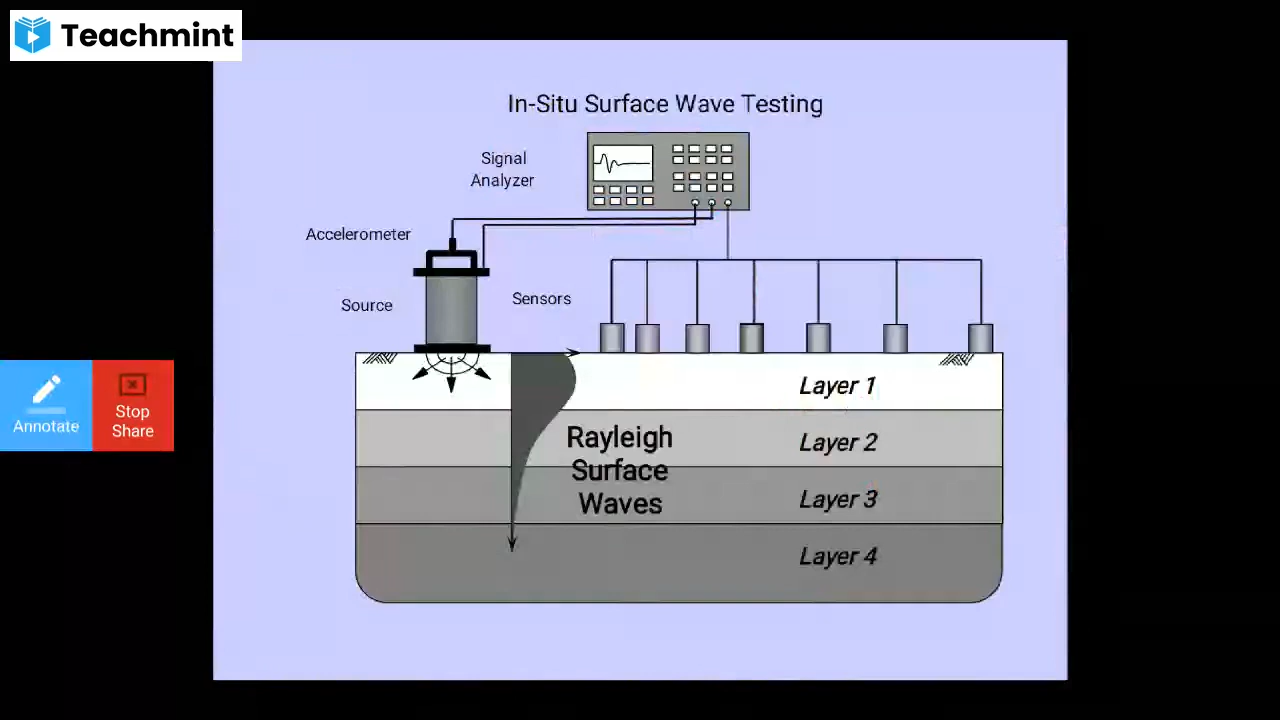 Teachmint
In-Situ Surface Wave Testing
Signal
Analyzer
Accelerometer
Source
Sensors
Layer 1
Annotate
Stop
Share
Rayleigh
Surface
Waves
Layer 2
Layer 3
Layer 4